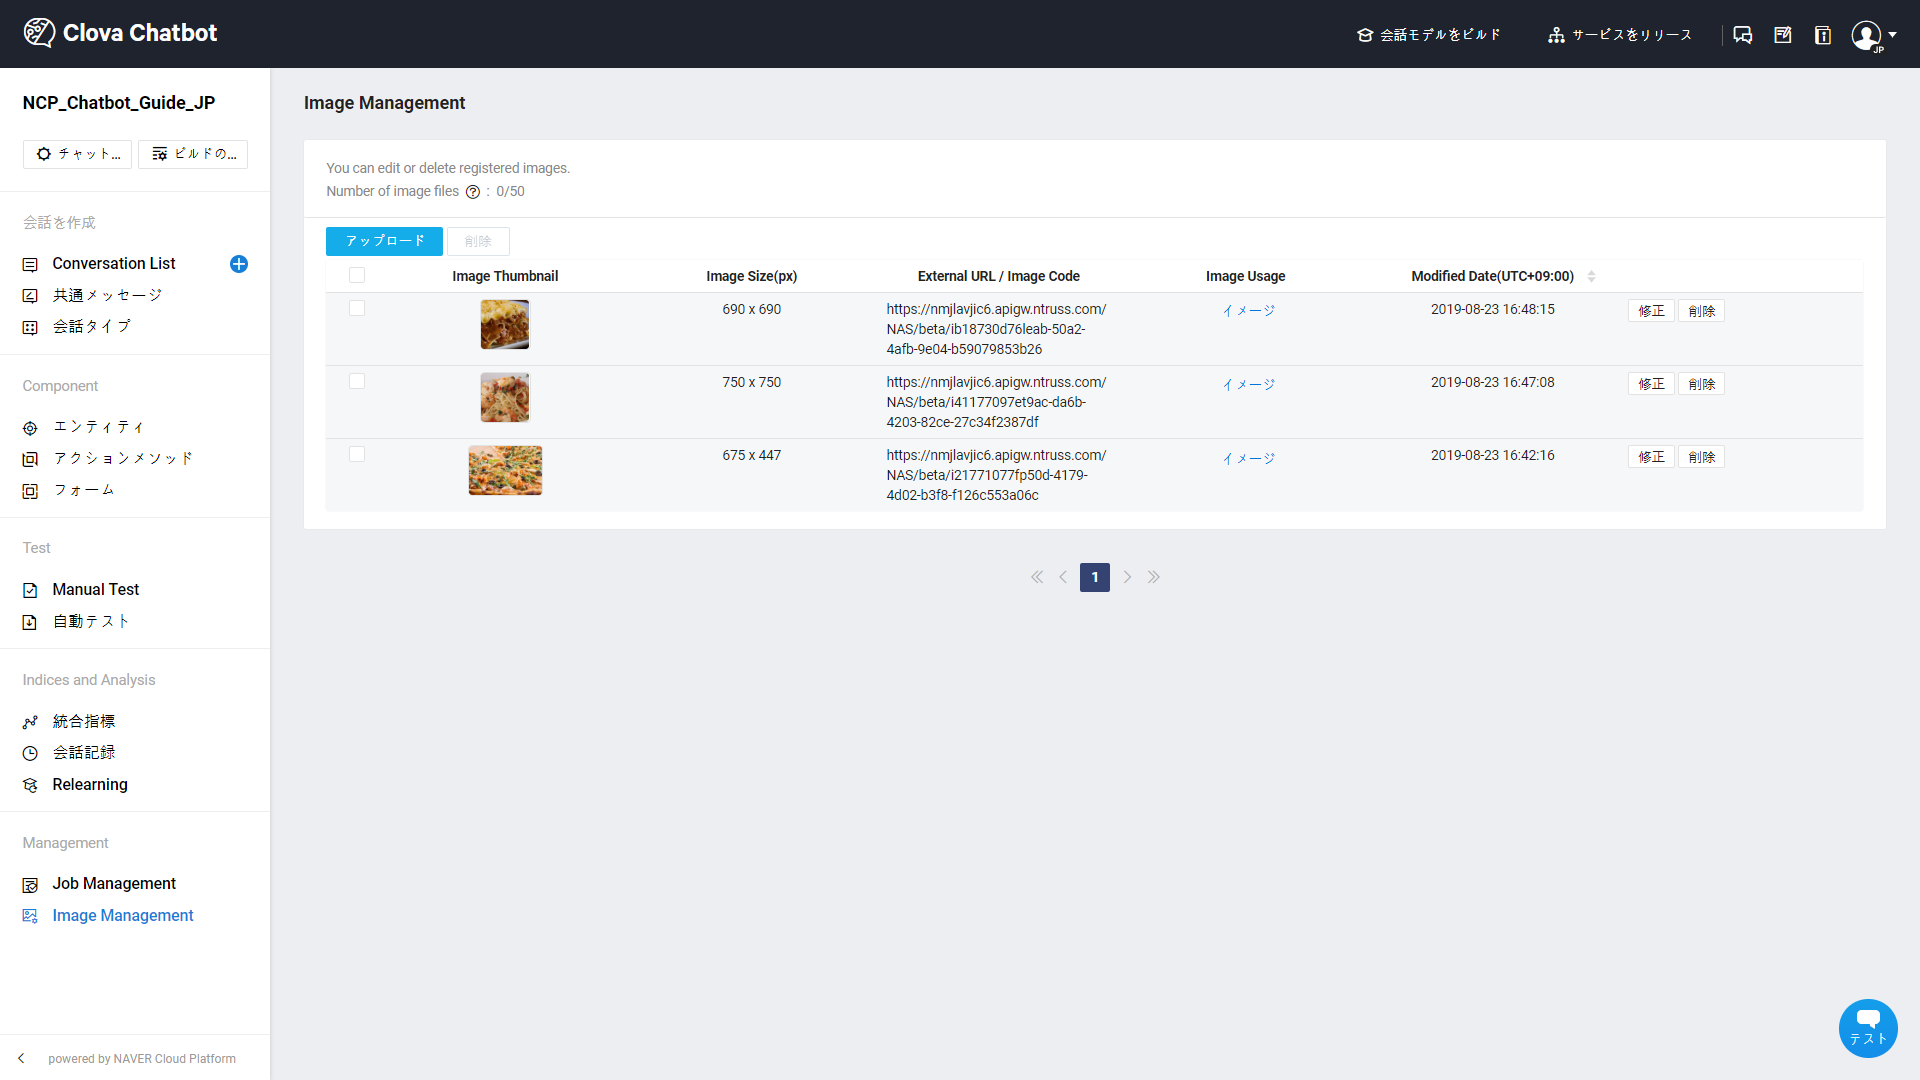 Clova Chatbot
会話モデルをビルド
サービスをリリース
JP
NCP_Chatbot_Guide_JP
チャット...
ビルドの...
会話を作成
Conversation List
共通メッセージ
会話タイプ
Component
エンティティ
アクションメソッド
フォーム
Test
Manual Test
自動テスト
Indices and Analysis
統合指標
会話記録
Relearning
Management
Job Management
Image Management
powered by NAVER Cloud Platform
Image Management
You can edit or delete registered images.
Number of image files ? : 0/50
アップロード
削除
Image Thumbnail
Image Size(px)
External URL / Image Code
Image Usage
Modified Date(UTC+09:00)
690 x 690
https://nmjlavjic6.apigw.ntruss.com/
NAS/beta/ib18730d76leab-50a2-
4afb-9e04-b59079853b26
イメージ
2019-08-23 16:48:15
修正
削除
750 x 750
https://nmjlavjic6.apigw.ntruss.com/
NAS/beta/i41177097et9ac-da6b-
4203-82ce-27c34f2387df
イメージ
2019-08-23 16:47:08
修正
削除
675 x 447
https://nmjlavjic6.apigw.ntruss.com/
NAS/beta/i21771077fp50d-4179-
4d02-b3f8-f126c553a06c
イメージ
2019-08-23 16:42:16
修正
削除
1
テスト